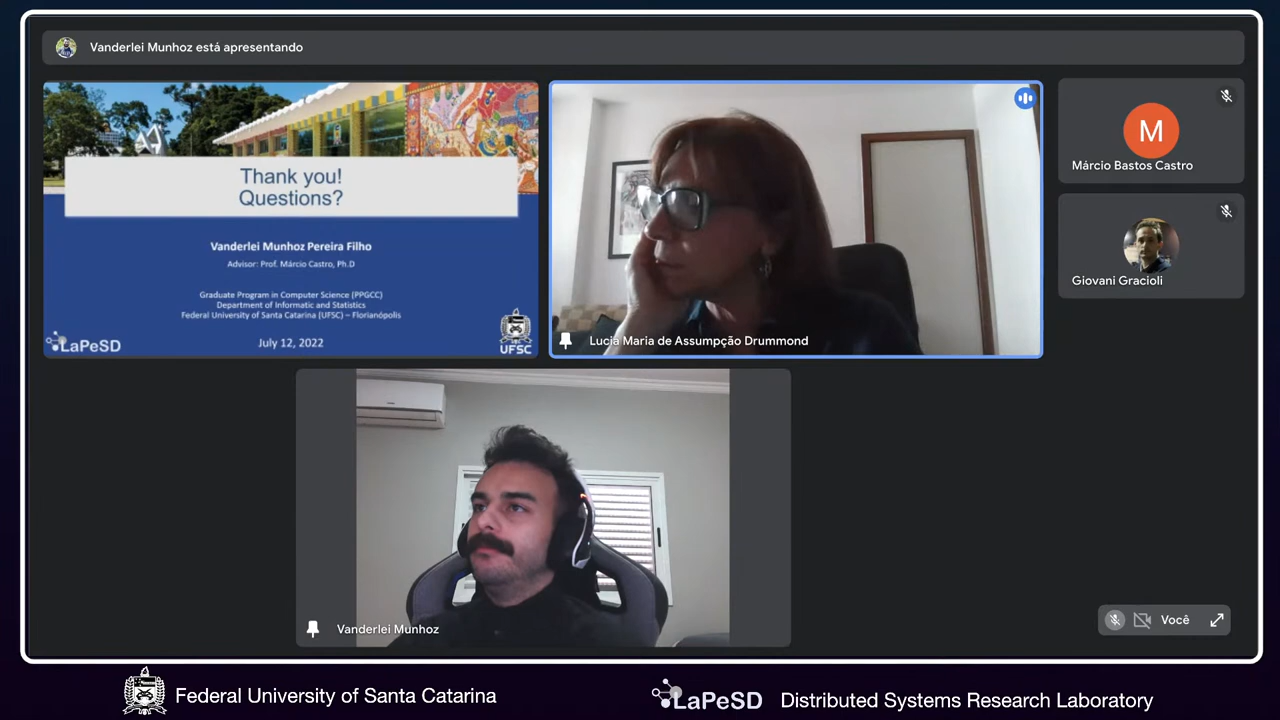 Vanderlei Munhoz está apresentando
Thank you!
Questions?
Vanderlei Munhoz Pereira Filho
Advisor: Prof. Márcio Castro, Ph.D
Graduate Program in Computer Science (PPGCC)
Department of Informatic and Statistics
Federal University of Santa Catarina (UFSC) – Florianópolis
July 12, 2022
LaPeSD
UFSC
Lucia Maria de Assumpção Drummond
M
Márcio Bastos Castro
Giovani Gracioli
Vanderlei Munhoz
Você
Federal University of Santa Catarina
LaPeSD
Distributed Systems Research Laboratory